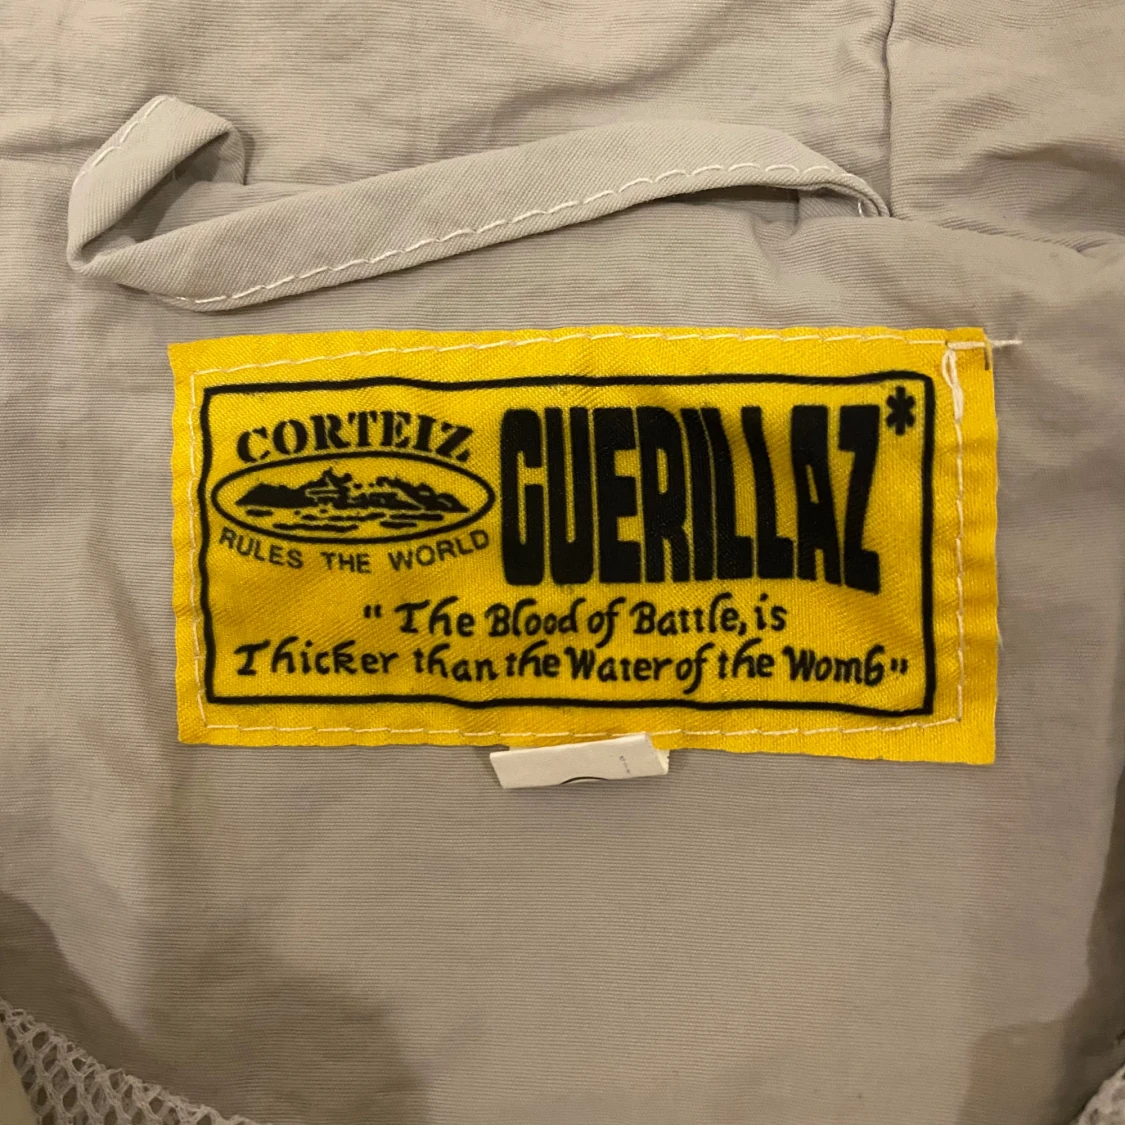 CORTEIZ
RULES THE WORLD
GUERILLAZ*
"The Blood of Battle, is
Thicker than the Water of the Womb"